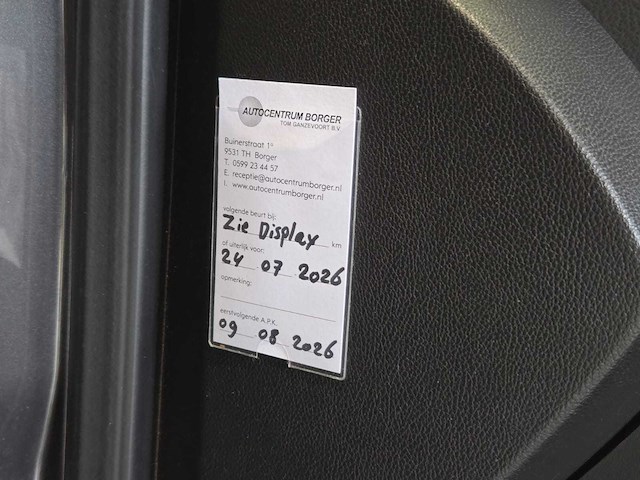 AUTOCENTRUM BORGER
TOM GANZEVOORT B.V.
Buinerstraat 1ᵃ
9531 TH Borger
T. 0599 23 44 57
E. receptie@autocentrumborger.nl
I. www.autocentrumborger.nl
volgende beurt bij:
Zie Display km
of uiterlijk voor:
24 07 2026
opmerking:
eerstvolgende A.P.K.:
09 08 2026